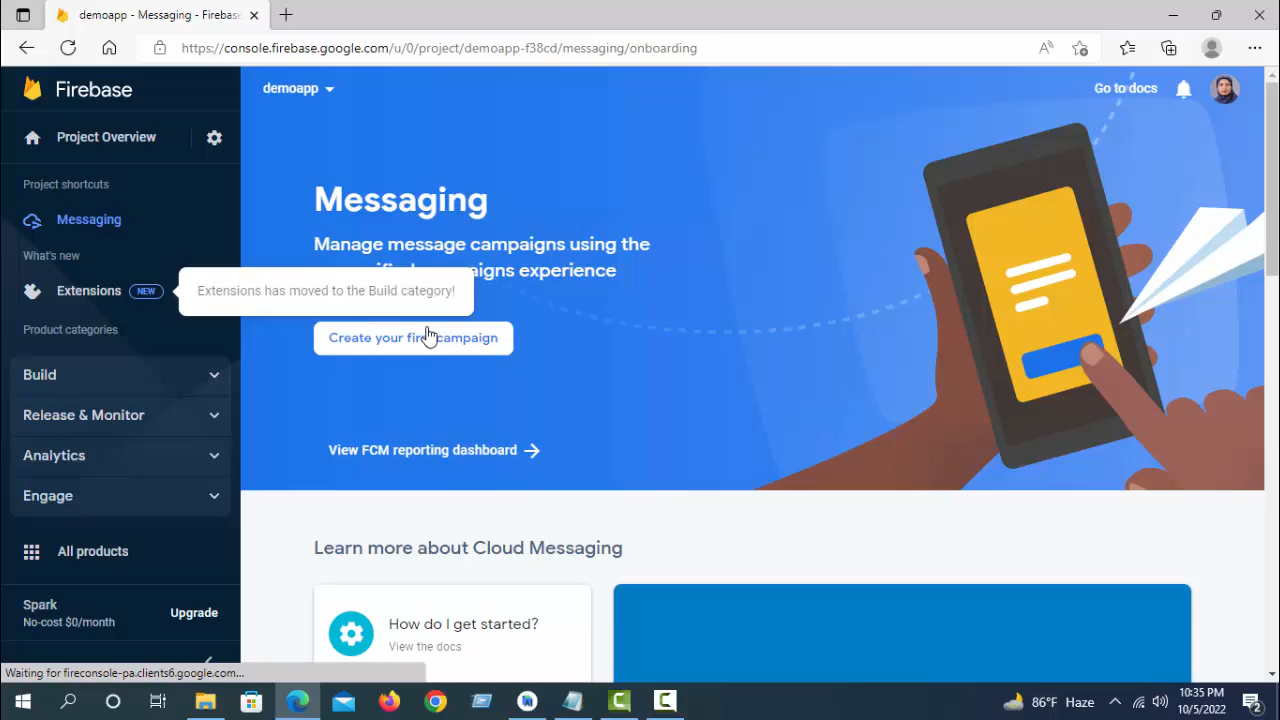 demoapp - Messaging - Firebase
https://console.firebase.google.com/u/0/project/demoapp-f38cd/messaging/onboarding
Firebase
demoapp
Go to docs
Project Overview
Project shortcuts
Messaging
What's new
Extensions NEW
Extensions has moved to the Build category!
Product categories
Build
Release & Monitor
Analytics
Engage
All products
Spark
No-cost $0/month
Upgrade
Messaging
Manage message campaigns using the
campaigns experience
Create your first campaign
View FCM reporting dashboard
Learn more about Cloud Messaging
How do I get started?
View the docs
Waiting for fireconsole-pa.clients6.google.com...
86°F Haze
10:35 PM
10/5/2022
2